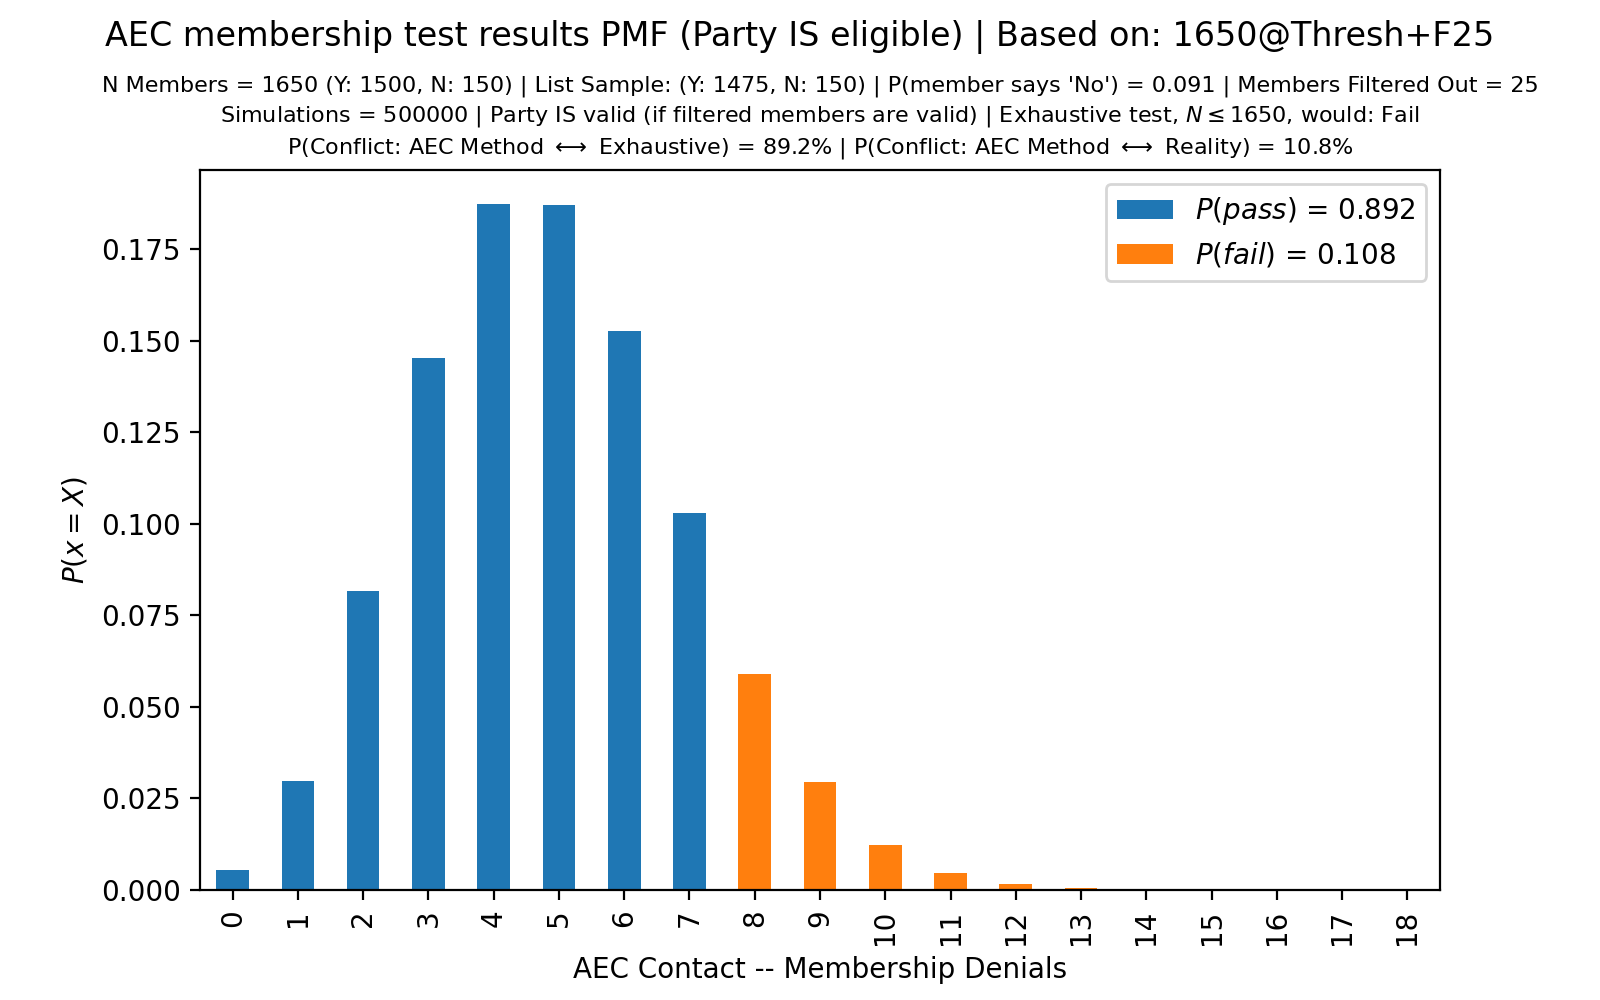 AEC membership test results PMF (Party IS eligible) | Based on: 1650@Thresh+F25
N Members = 1650 (Y: 1500, N: 150) | List Sample: (Y: 1475, N: 150) | P(member says 'No') = 0.091 | Members Filtered Out = 25
Simulations = 500000 | Party IS valid (if filtered members are valid) | Exhaustive test, N ≤ 1650, would: Fail
P(Conflict: AEC Method ⟷ Exhaustive) = 89.2% | P(Conflict: AEC Method ⟷ Reality) = 10.8%
P(pass) = 0.892
P(fail) = 0.108
0.175
0.150
0.125
0.100
0.075
0.050
0.025
0.000
P(x = X)
0 1 2 3 4 5 6 7 8 9 10 11 12 13 14 15 16 17 18
AEC Contact -- Membership Denials